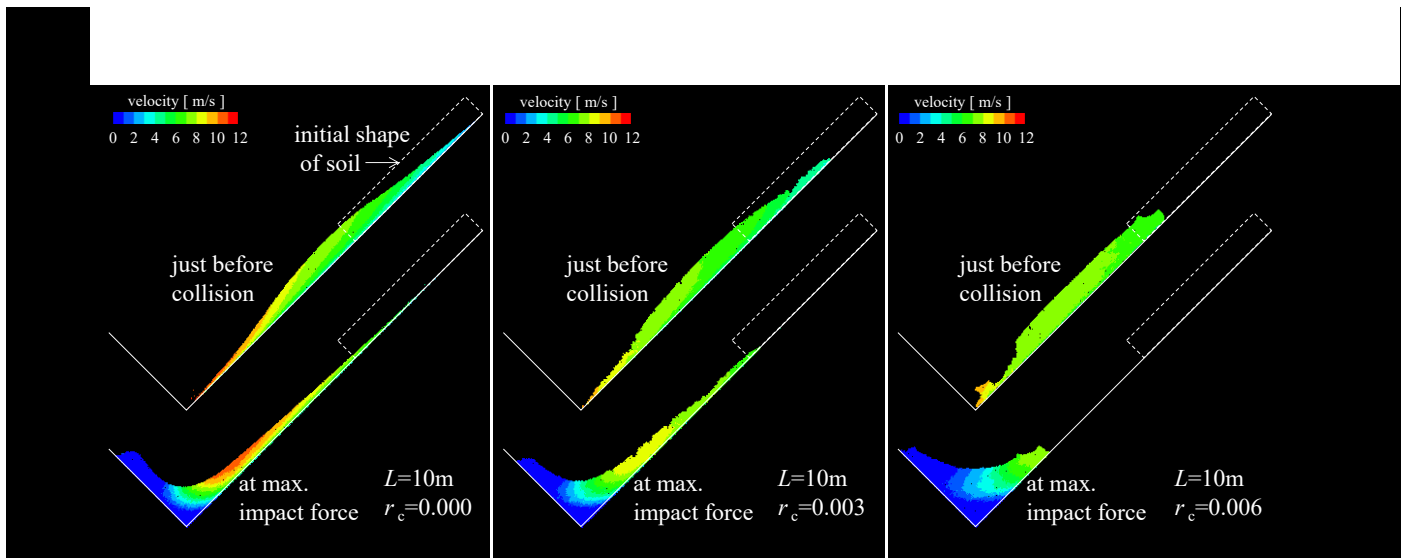 velocity [ m/s ]
0 2 4 6 8 10 12
initial shape
of soil
just before
collision
at max.
impact force
L=10m
r c=0.000
velocity [ m/s ]
0 2 4 6 8 10 12
just before
collision
at max.
impact force
L=10m
r c=0.003
velocity [ m/s ]
0 2 4 6 8 10 12
just before
collision
at max.
impact force
L=10m
r c=0.006